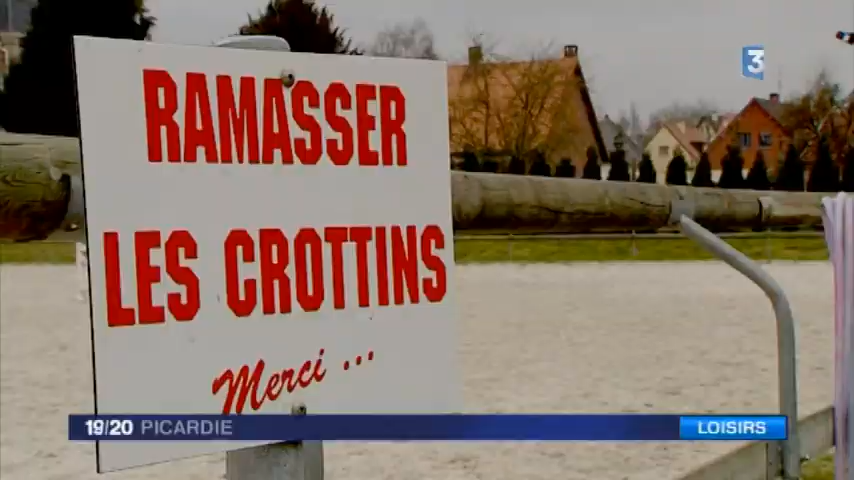 3
RAMASSER
LES CROTTINS
Merci ...
19/20 PICARDIE
LOISIRS